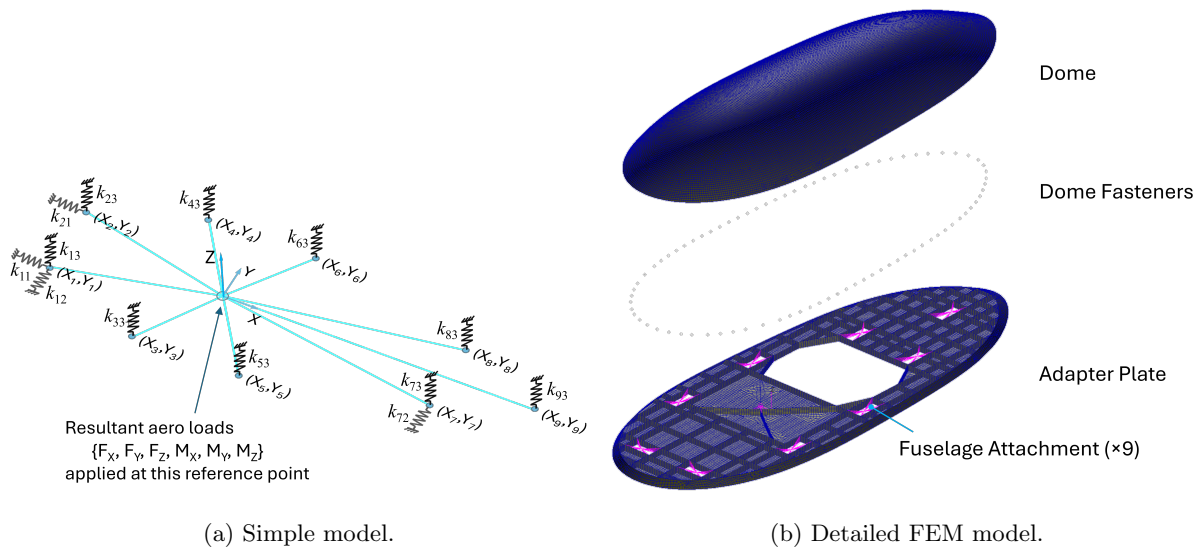 k23
k21
(X2,Y2)
k43
(X4,Y4)
k63
(X6,Y6)
Z
Y
X
k13
k11
(X1,Y1)
k12
k33
(X3,Y3)
k53
(X5,Y5)
k83
(X8,Y8)
k73
k72
(X7,Y7)
k93
(X9,Y9)
Resultant aero loads
{FX, FY, FZ, MX, MY, MZ}
applied at this reference point
(a) Simple model.
Dome
Dome Fasteners
Adapter Plate
Fuselage Attachment (×9)
(b) Detailed FEM model.